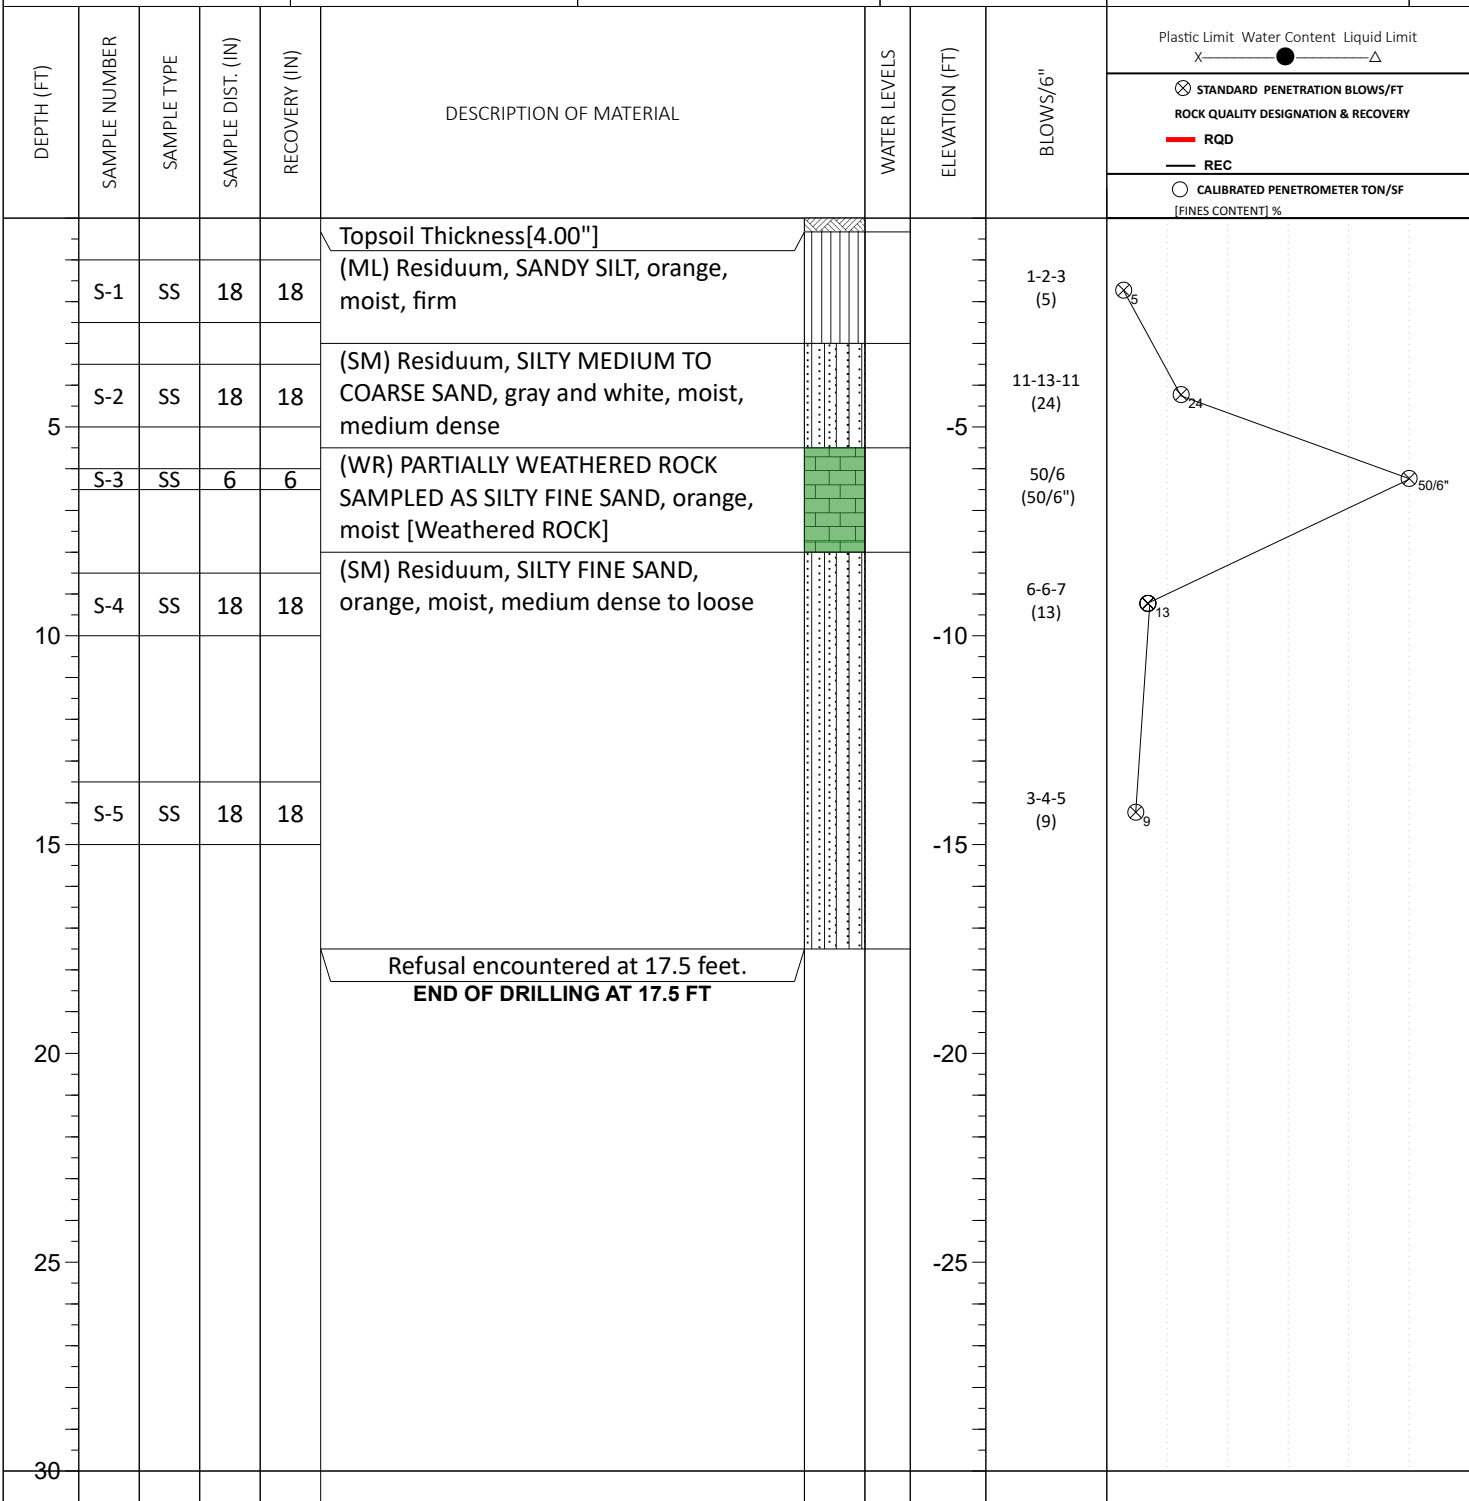 DEPTH (FT)
SAMPLE NUMBER
SAMPLE TYPE
SAMPLE DIST. (IN)
RECOVERY (IN)
DESCRIPTION OF MATERIAL
WATER LEVELS
ELEVATION (FT)
BLOWS/6"
Plastic Limit Water Content Liquid Limit
X
STANDARD PENETRATION BLOWS/FT
ROCK QUALITY DESIGNATION & RECOVERY
RQD
REC
CALIBRATED PENETROMETER TON/SF
[FINES CONTENT] %
Topsoil Thickness[4.00"]
(ML) Residuum, SANDY SILT, orange,
moist, firm
S-1 SS 18 18
1-2-3
(5)
5
(SM) Residuum, SILTY MEDIUM TO
COARSE SAND, gray and white, moist,
medium dense
S-2 SS 18 18
11-13-11
(24)
24
5
-5
(WR) PARTIALLY WEATHERED ROCK
SAMPLED AS SILTY FINE SAND, orange,
moist [Weathered ROCK]
S-3 SS 6 6
50/6
(50/6")
50/6"
(SM) Residuum, SILTY FINE SAND,
orange, moist, medium dense to loose
S-4 SS 18 18
6-6-7
(13)
13
10
-10
S-5 SS 18 18
3-4-5
(9)
9
15
-15
Refusal encountered at 17.5 feet.
END OF DRILLING AT 17.5 FT
20
-20
25
-25
30